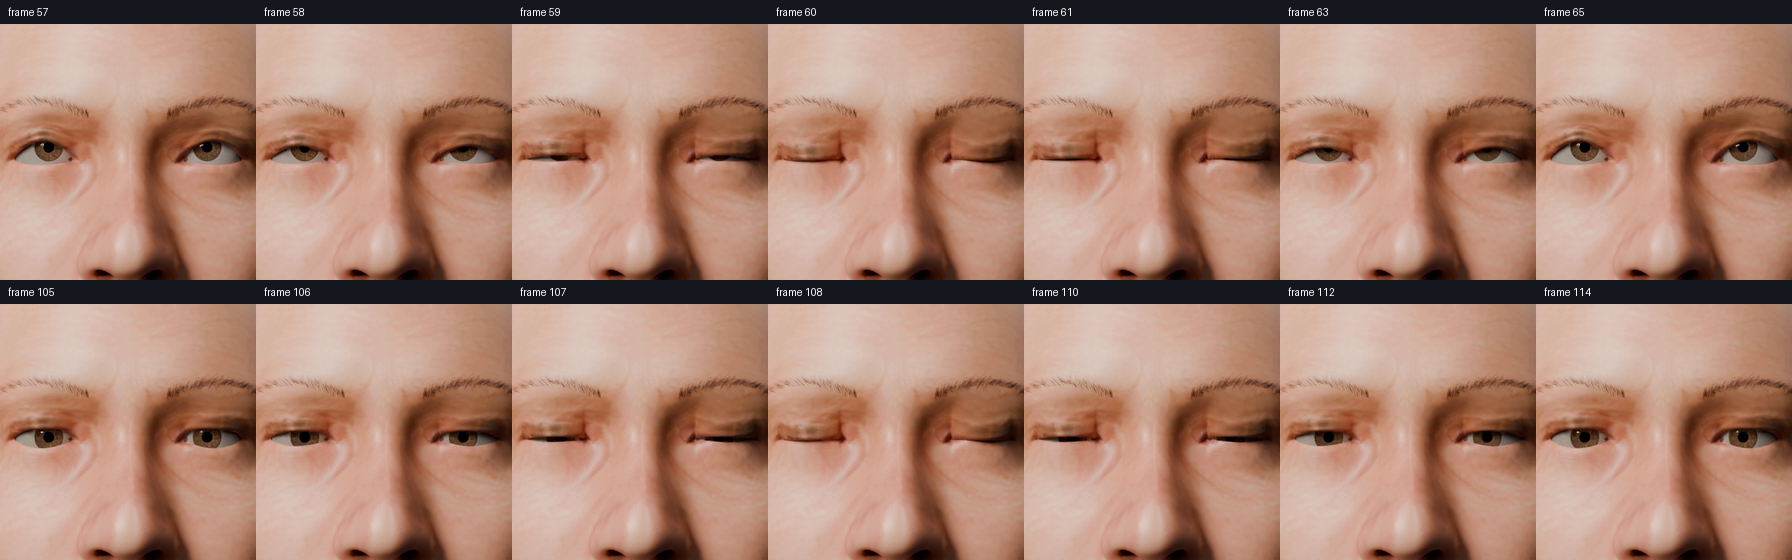 frame 57
frame 58
frame 59
frame 60
frame 61
frame 63
frame 65
frame 105
frame 106
frame 107
frame 108
frame 110
frame 112
frame 114